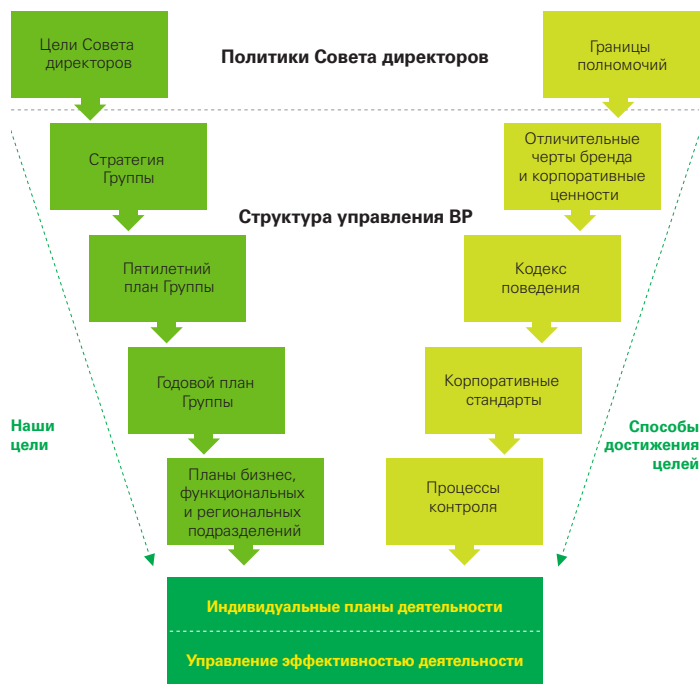 Цели Совета
директоров
Политики Совета директоров
Границы
полномочий
Стратегия
Группы
Отличительные
черты бренда
и корпоративные
ценности
Структура управления BP
Пятилетний
план Группы
Кодекс
поведения
Годовой план
Группы
Корпоративные
стандарты
Наши
цели
Способы
достижения
целей
Планы бизнес,
функциональных
и региональных
подразделений
Процессы
контроля
Индивидуальные планы деятельности
Управление эффективностью деятельности